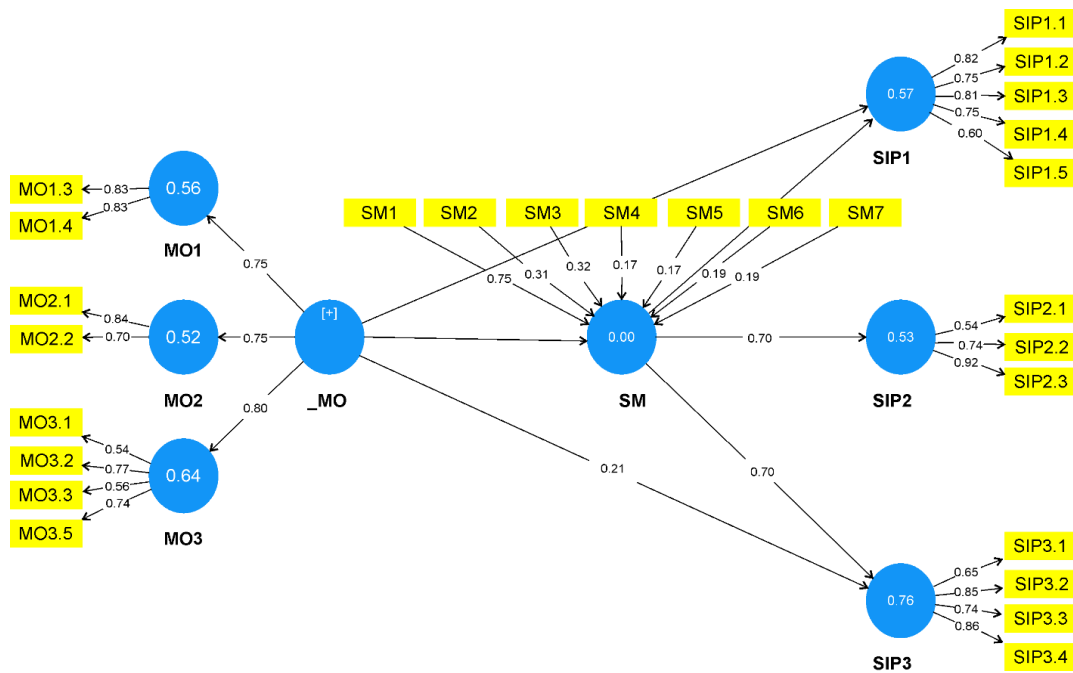 SIP1.1
0.82
SIP1.2
0.75
0.57
0.81
SIP1.3
0.75
SIP1.4
0.60
SIP1.5
SIP1
MO1.3
0.83
0.56
MO1.4
0.83
MO1
SM1
SM2
SM3
SM4
SM5
SM6
SM7
0.75
0.31
0.32
0.17
0.17
0.19
0.19
0.75
MO2.1
0.84
0.52
MO2.2
0.70
0.75
MO2
[+]
_MO
0.00
SM
0.70
0.53
SIP2
0.54
SIP2.1
0.74
SIP2.2
0.92
SIP2.3
0.80
MO3.1
0.54
MO3.2
0.77
0.64
MO3.3
0.56
0.74
MO3.5
MO3
0.21
0.70
SIP3.1
0.65
SIP3.2
0.85
0.76
0.74
SIP3.3
0.86
SIP3.4
SIP3